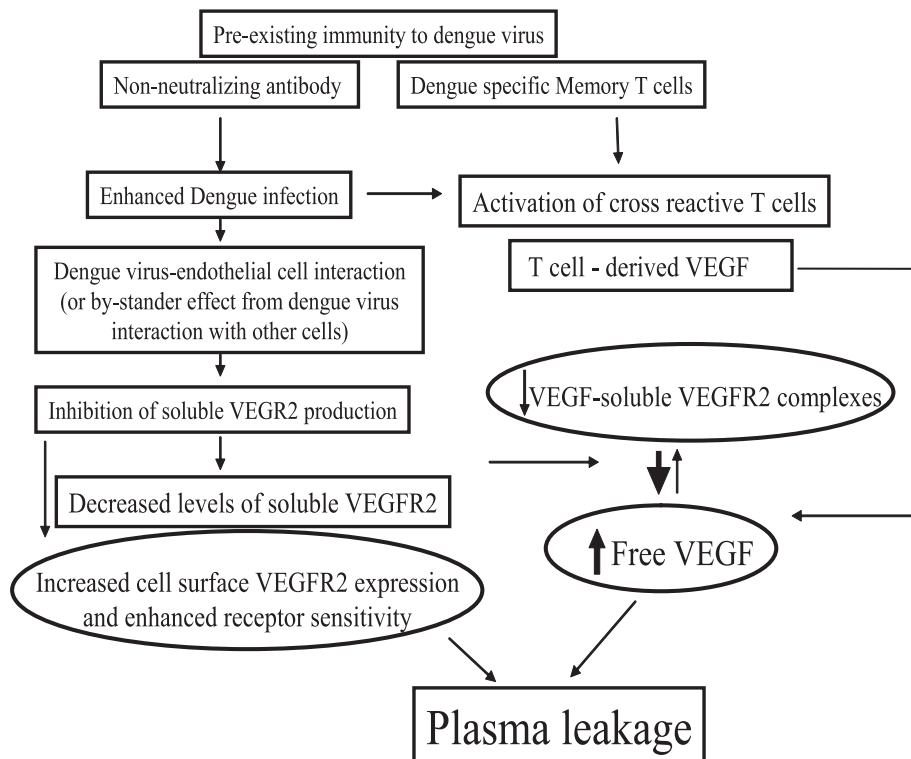 Pre-existing immunity to dengue virus
Non-neutralizing antibody
Dengue specific Memory T cells
Enhanced Dengue infection
Activation of cross reactive T cells
T cell - derived VEGF
Dengue virus-endothelial cell interaction
(or by-stander effect from dengue virus
interaction with other cells)
Inhibition of soluble VEGR2 production
VEGF-soluble VEGFR2 complexes
Decreased levels of soluble VEGFR2
Free VEGF
Increased cell surface VEGFR2 expression
and enhanced receptor sensitivity
Plasma leakage